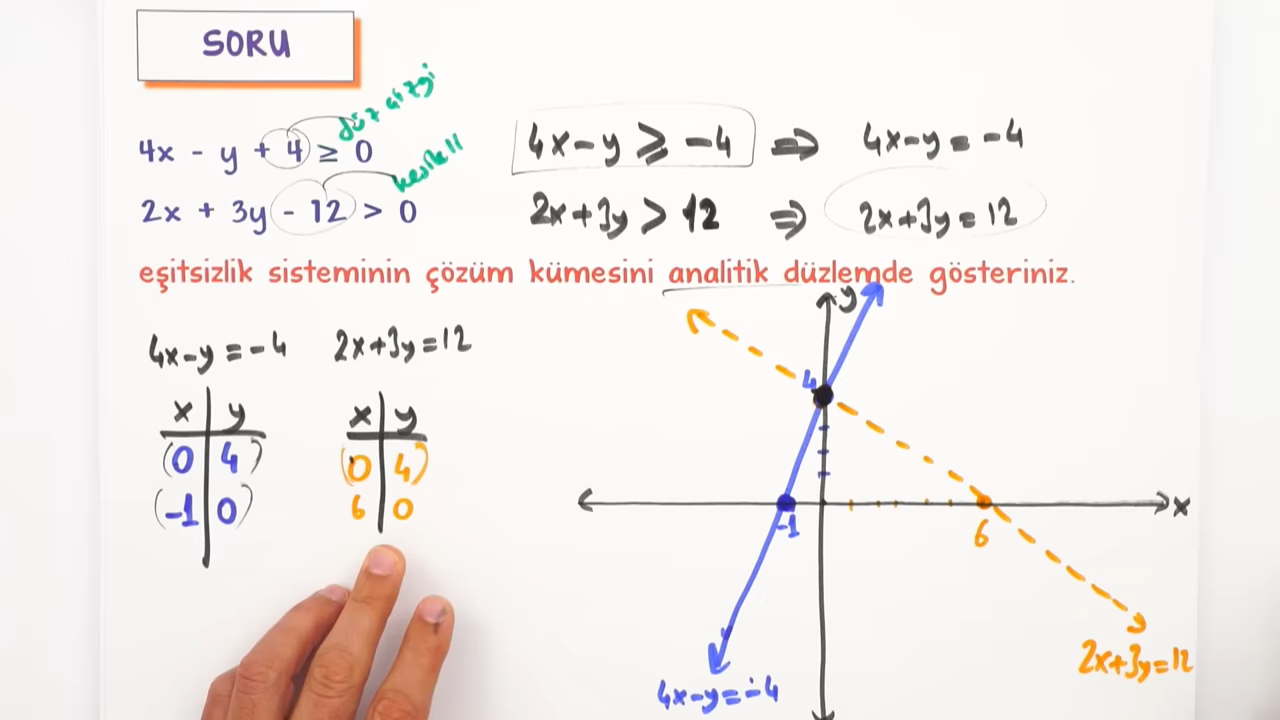 SORU
düz çizgi
4x - y + 4 ≥ 0
kesikli
2x + 3y - 12 > 0
4x-y ≥ -4 ⇒ 4x-y = -4
2x+3y > 12 ⇒ 2x+3y = 12
eşitsizlik sisteminin çözüm kümesini analitik düzlemde gösteriniz.
4x-y = -4
x y
(0 4)
(-1 0)
2x+3y = 12
x y
(0 4)
6 0
y
4
-1
6
x
2x+3y = 12
4x-y = -4